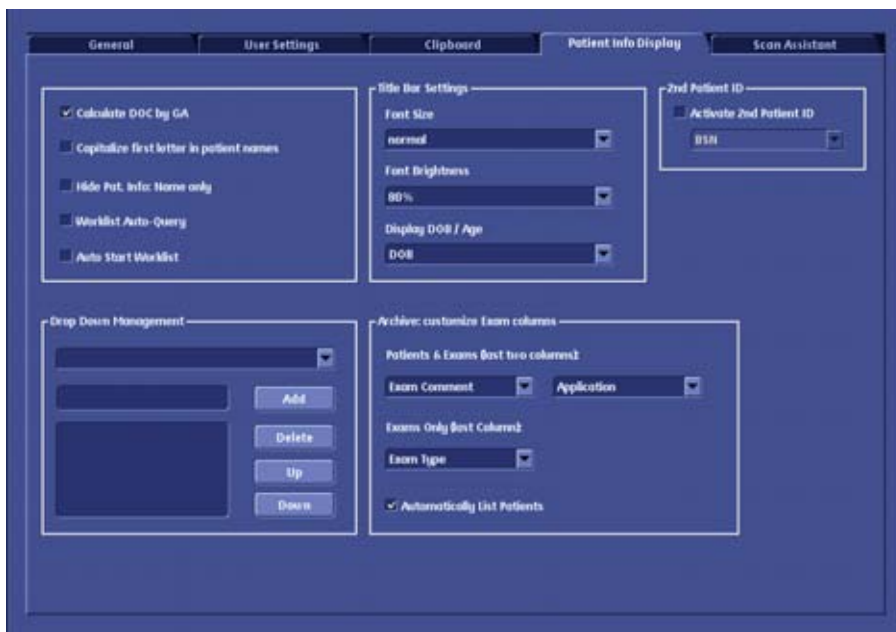 General User Settings Clipboard Patient Info Display Scan Assistant
Calculate DOC by GA
Capitalize first letter in patient names
Hide Pat. Info: Name only
Worklist Auto-Query
Auto Start Worklist
Title Bar Settings
Font Size
normal
Font Brightness
80%
Display DOB / Age
DOB
2nd Patient ID
Activate 2nd Patient ID
BSN
Drop Down Management
Add
Delete
Up
Down
Archive: customize Exam columns
Patients & Exams (last two columns):
Exam Comment Application
Exams Only (last Column):
Exam Type
Automatically List Patients